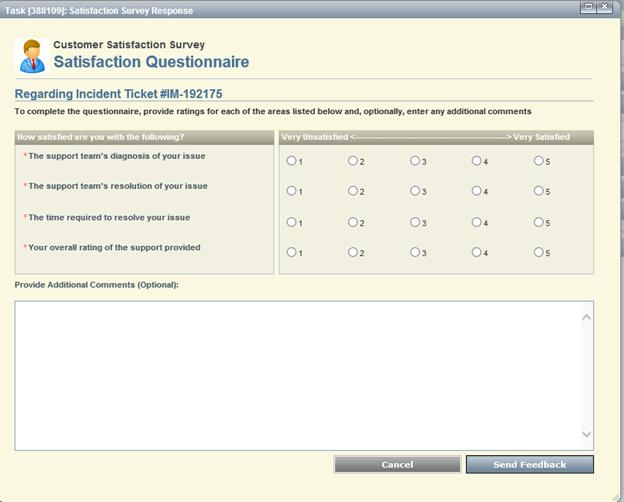 Task [388109]: Satisfaction Survey Response
Customer Satisfaction Survey
Satisfaction Questionnaire
Regarding Incident Ticket #IM-192175
To complete the questionnaire, provide ratings for each of the areas listed below and, optionally, enter any additional comments
How satisfied are you with the following? Very Unsatisfied <------------------------------------> Very Satisfied
*The support team's diagnosis of your issue 1 2 3 4 5
*The support team's resolution of your issue 1 2 3 4 5
*The time required to resolve your issue 1 2 3 4 5
*Your overall rating of the support provided 1 2 3 4 5
Provide Additional Comments (Optional):
Cancel Send Feedback